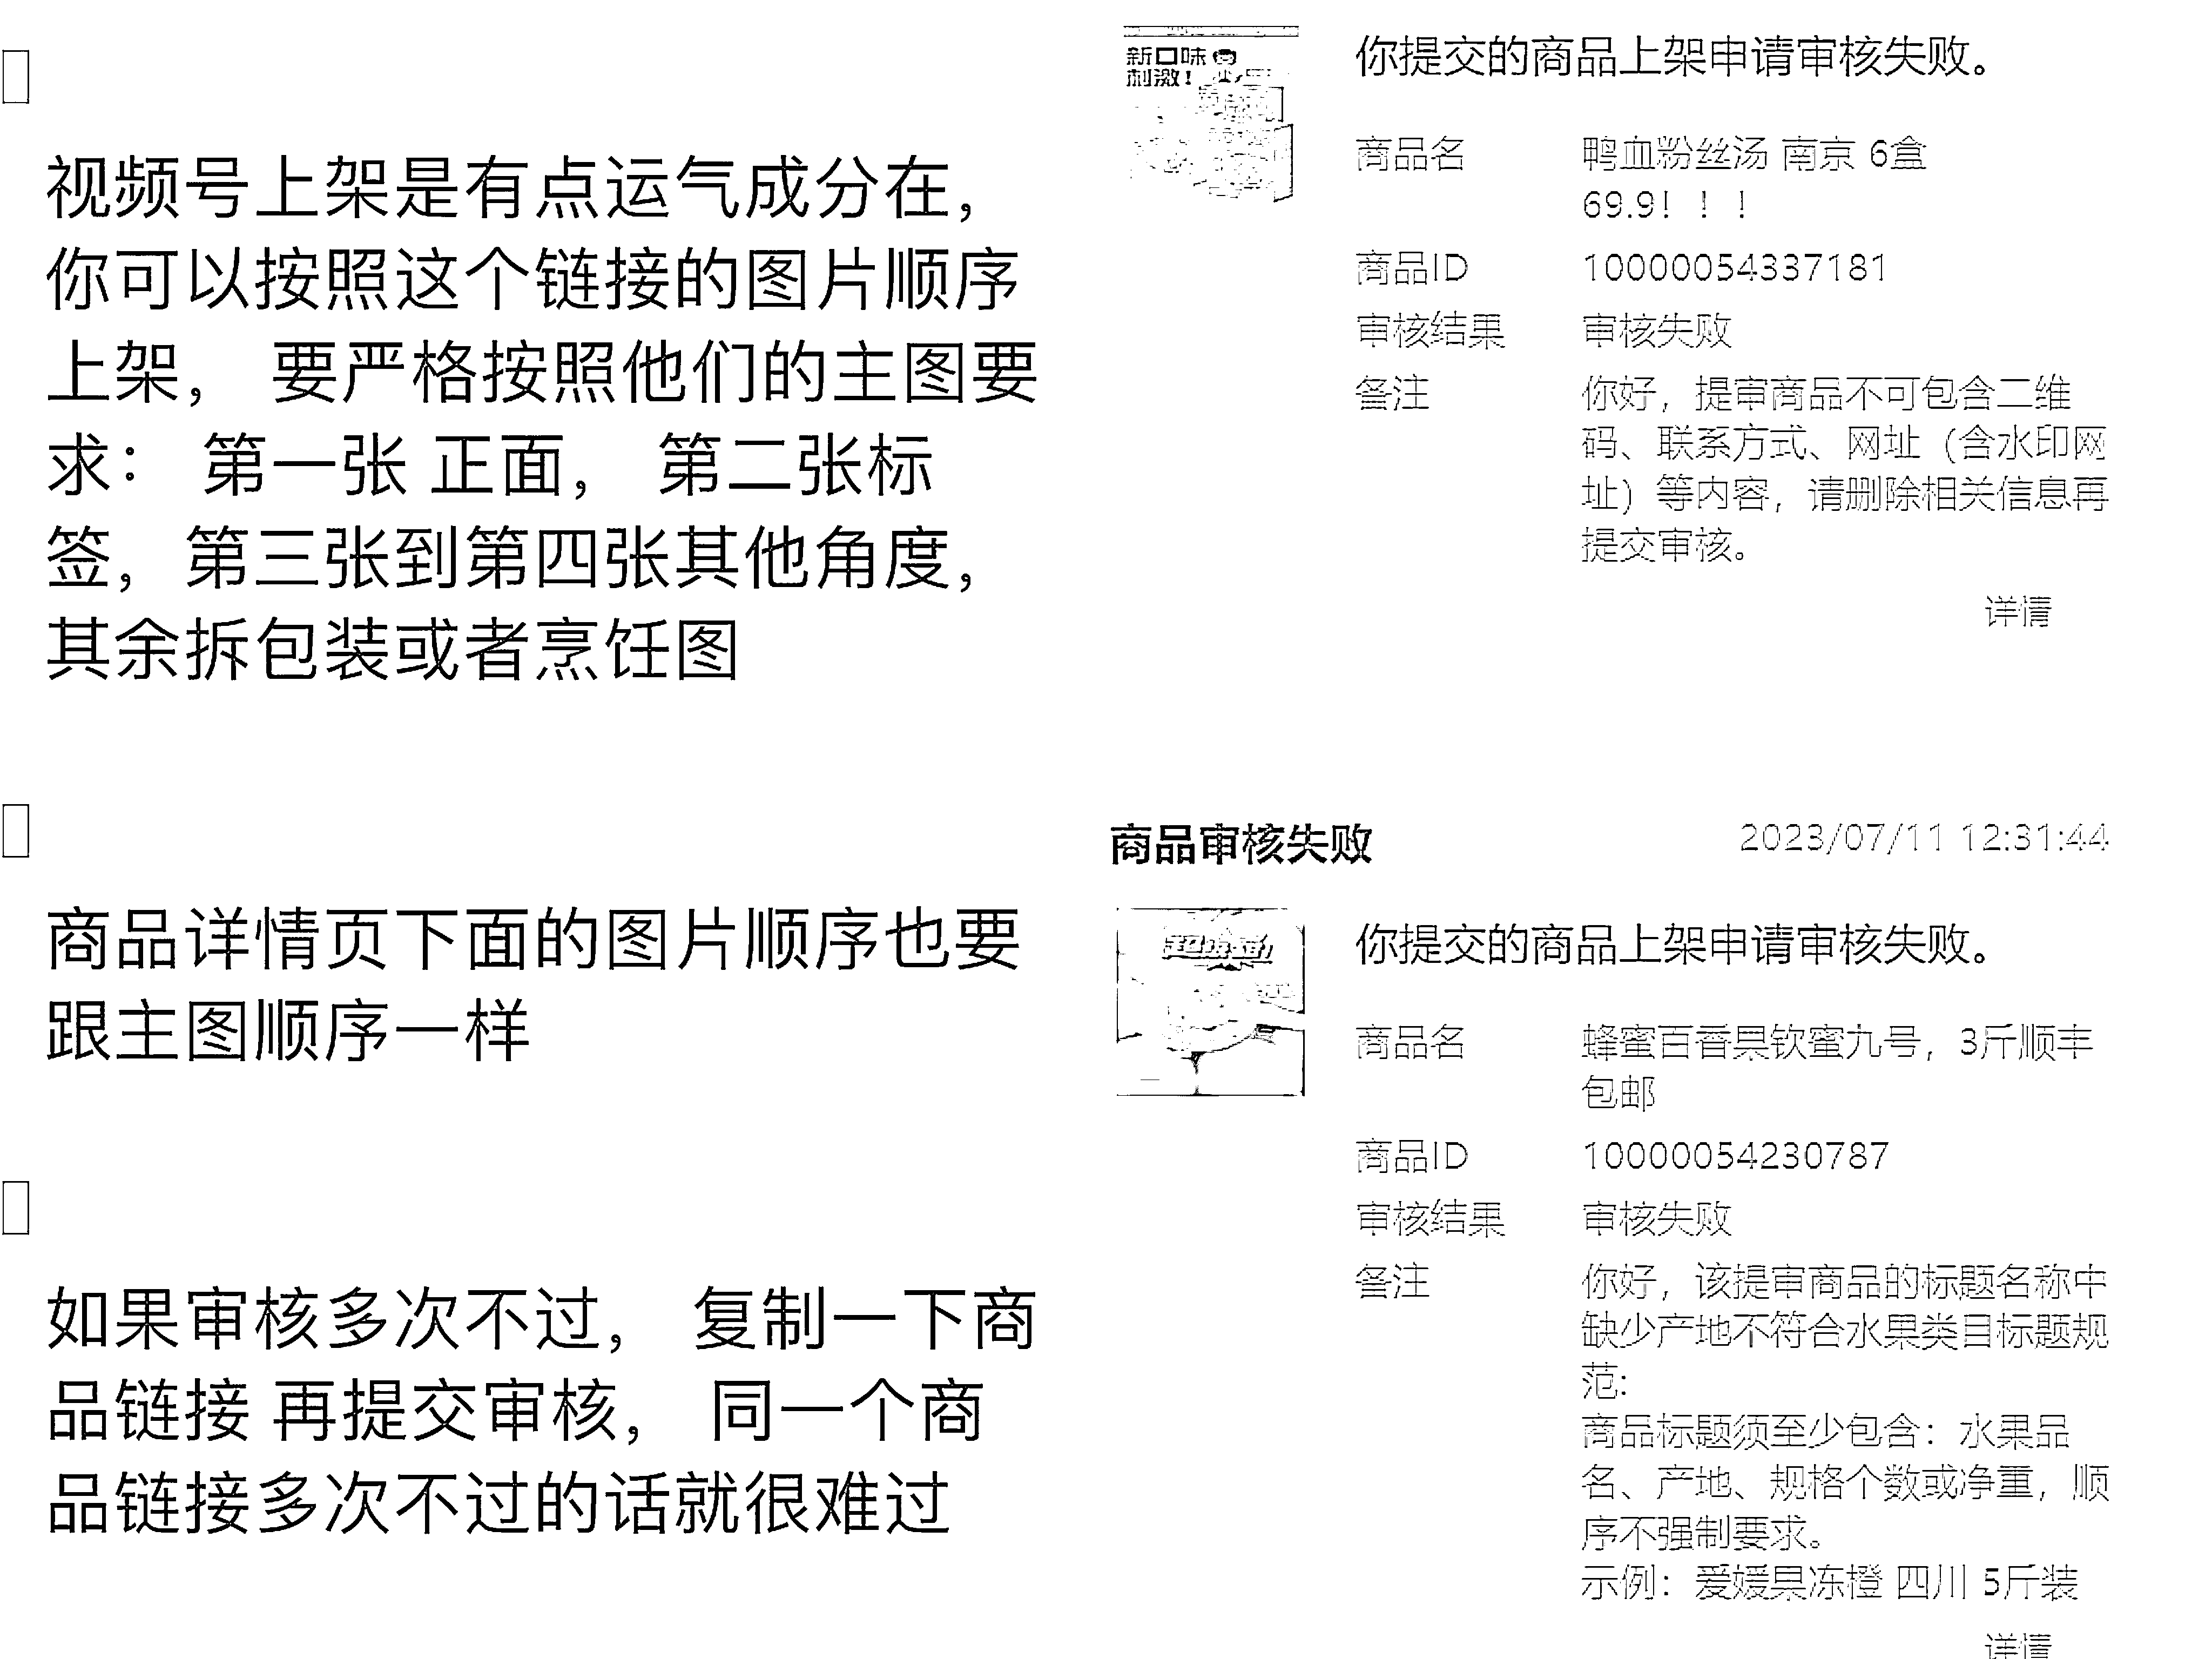 视频号上架是有点运气成分在，
你可以按照这个链接的图片顺序
上架， 要严格按照他们的主图要
求： 第一张 正面， 第二张标
签，第三张到第四张其他角度，
其余拆包装或者烹饪图
商品详情页下面的图片顺序也要
跟主图顺序一样
如果审核多次不过， 复制一下商
品链接 再提交审核， 同一个商
品链接多次不过的话就很难过
新口味
刺激！
你提交的商品上架申请审核失败。
商品名 鸭血粉丝汤 南京 6盒
69.9！！！
商品ID 10000054337181
审核结果 审核失败
备注 你好，提审商品不可包含二维
码、联系方式、网址（含水印网
址）等内容，请删除相关信息再
提交审核。
详情
商品审核失败 2023/07/11 12:31:44
你提交的商品上架申请审核失败。
商品名 蜂蜜百香果钦蜜九号，3斤顺丰
包邮
商品ID 10000054230787
审核结果 审核失败
备注 你好，该提审商品的标题名称中
缺少产地不符合水果类目标题规
范：
商品标题须至少包含：水果品
名、产地、规格个数或净重，顺
序不强制要求。
示例：爱媛果冻橙 四川 5斤装
详情